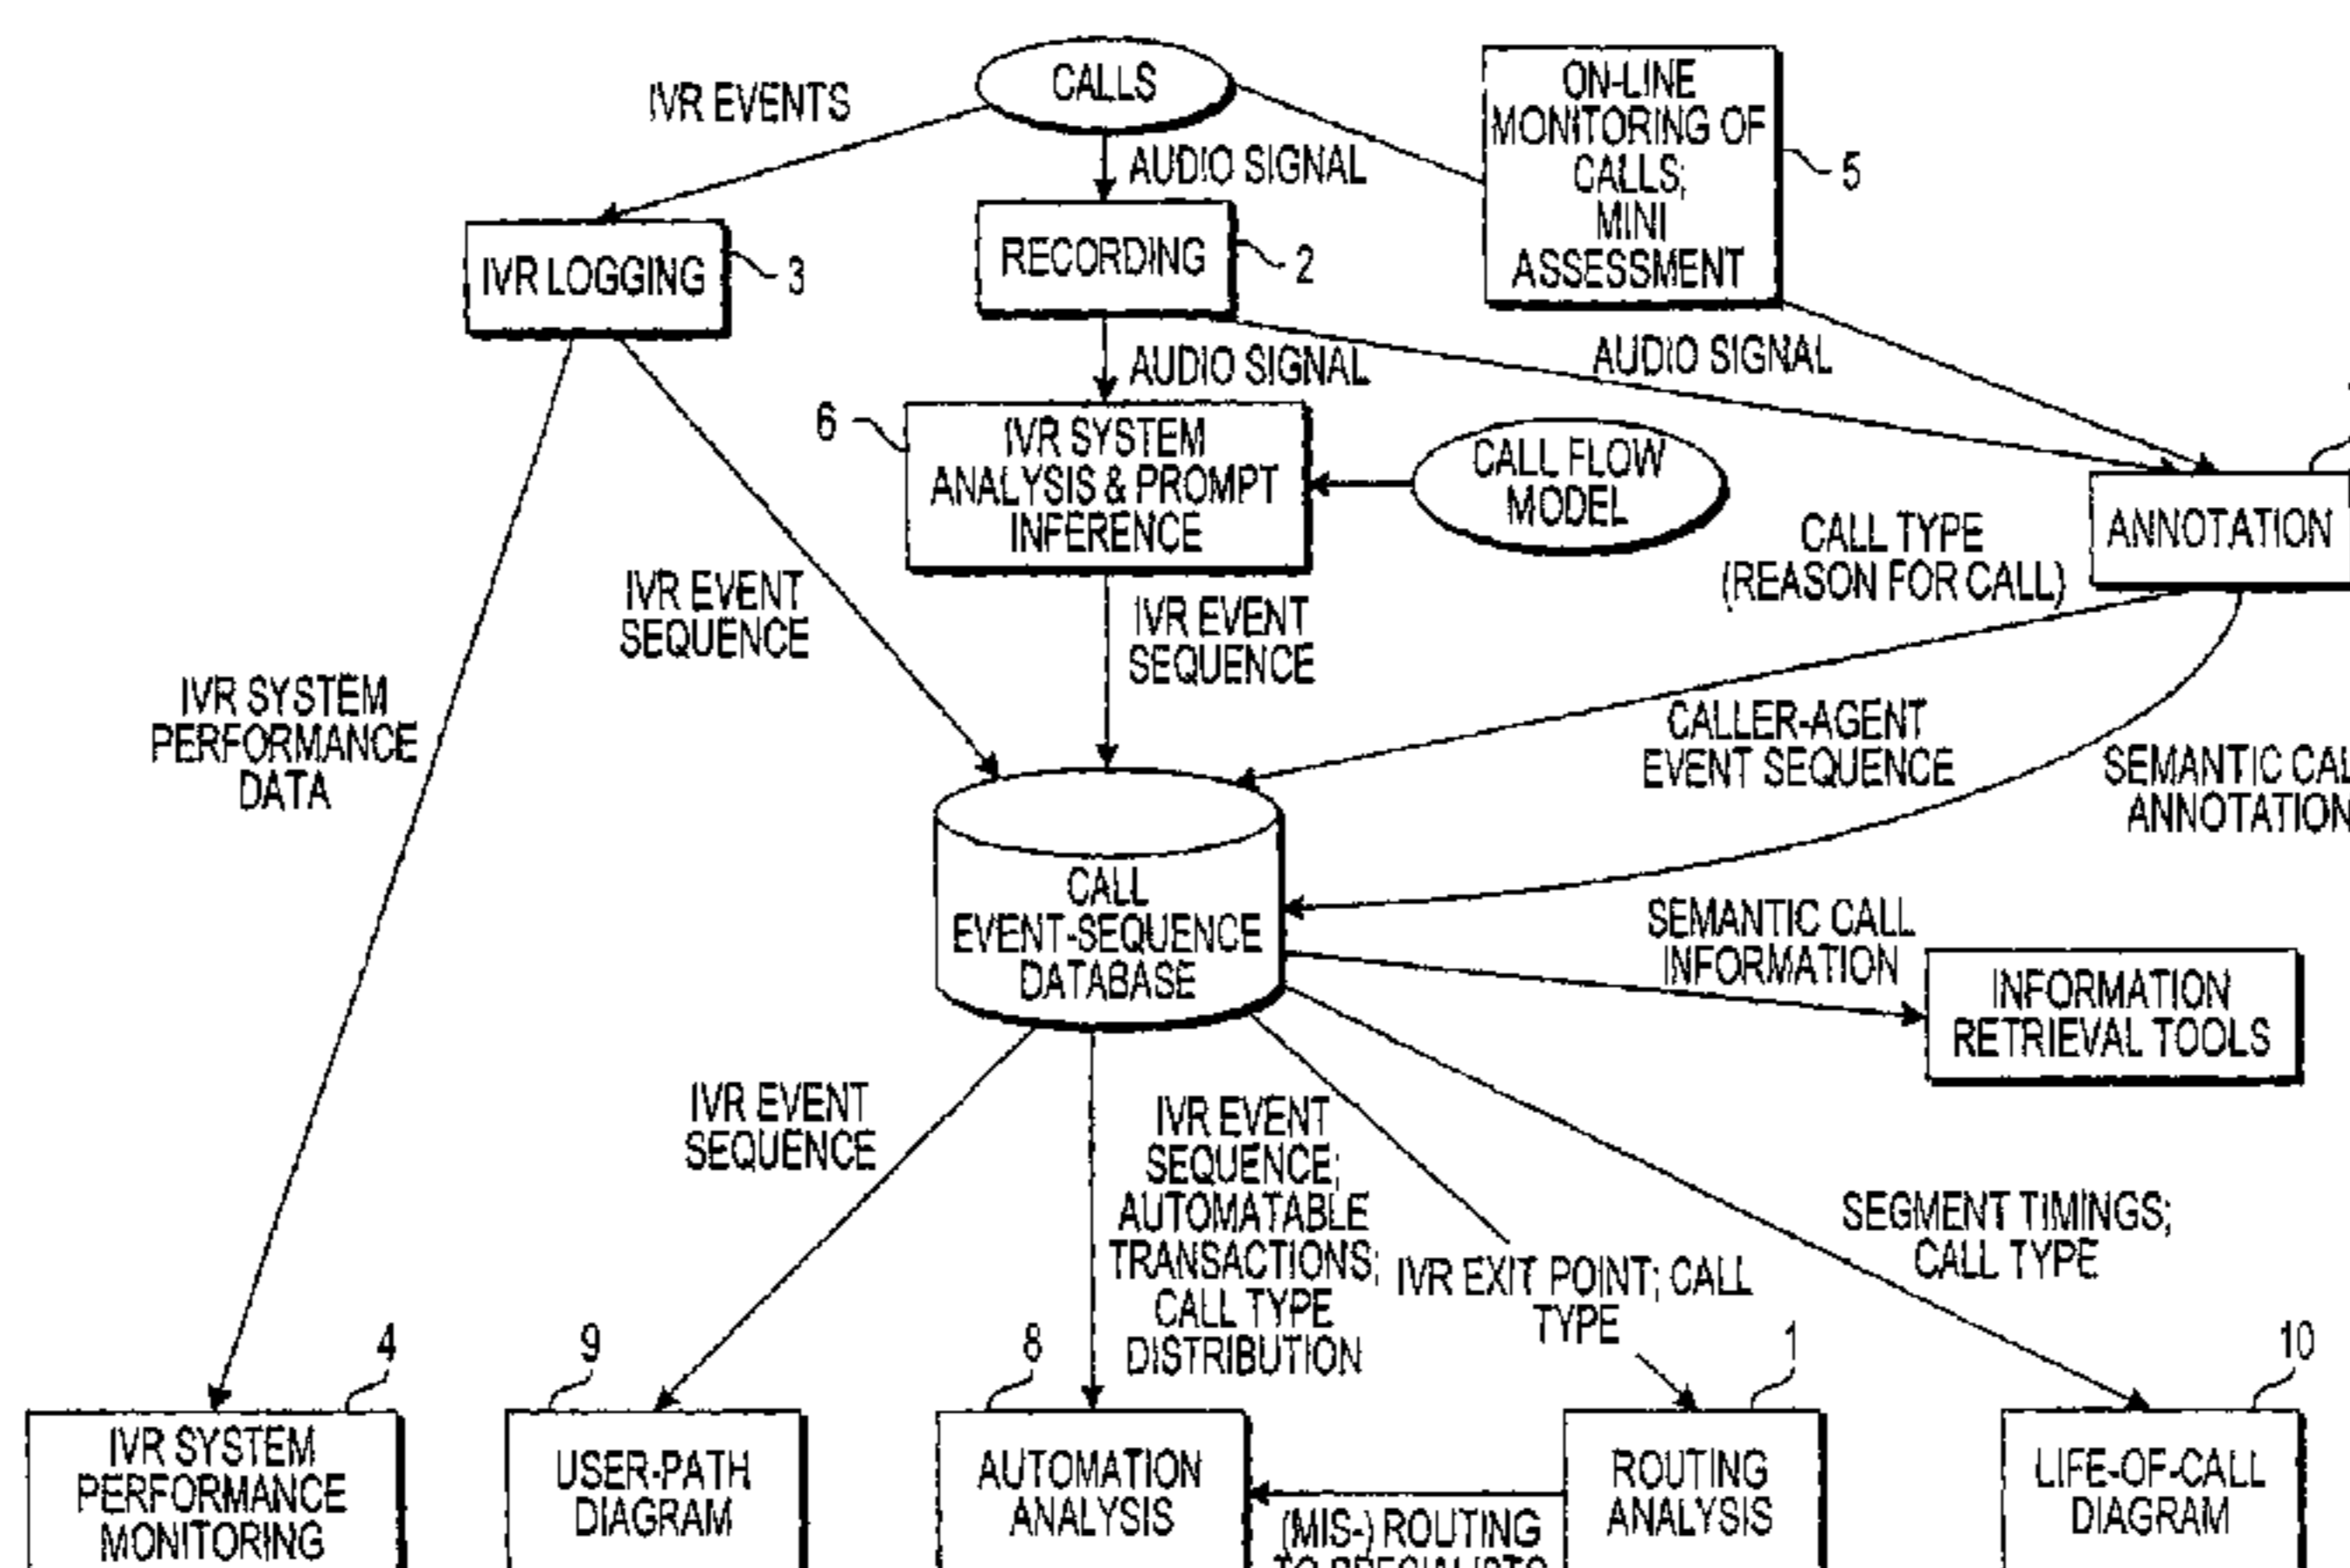 CALLS
IVR EVENTS
AUDIO SIGNAL
ON-LINE
MONITORING OF
CALLS;
MINI
ASSESSMENT
5
IVR LOGGING
3
RECORDING
2
AUDIO SIGNAL
AUDIO SIGNAL
6
IVR SYSTEM
ANALYSIS & PROMPT
INFERENCE
CALL FLOW
MODEL
ANNOTATION
CALL TYPE
(REASON FOR CALL)
IVR EVENT
SEQUENCE
IVR EVENT
SEQUENCE
IVR SYSTEM
PERFORMANCE
DATA
CALLER-AGENT
EVENT SEQUENCE
SEMANTIC
ANNOTATION
CALL
EVENT-SEQUENCE
DATABASE
SEMANTIC CALL
INFORMATION
INFORMATION
RETRIEVAL TOOLS
IVR EVENT
SEQUENCE
IVR EVENT
SEQUENCE;
AUTOMATABLE
TRANSACTIONS;
CALL TYPE
DISTRIBUTION
IVR EXIT POINT; CALL
TYPE
SEGMENT TIMINGS;
CALL TYPE
4
9
8
1
10
IVR SYSTEM
PERFORMANCE
MONITORING
USER-PATH
DIAGRAM
AUTOMATION
ANALYSIS
(MIS-) ROUTING
TO SPECIALISTS
ROUTING
ANALYSIS
LIFE-OF-CALL
DIAGRAM